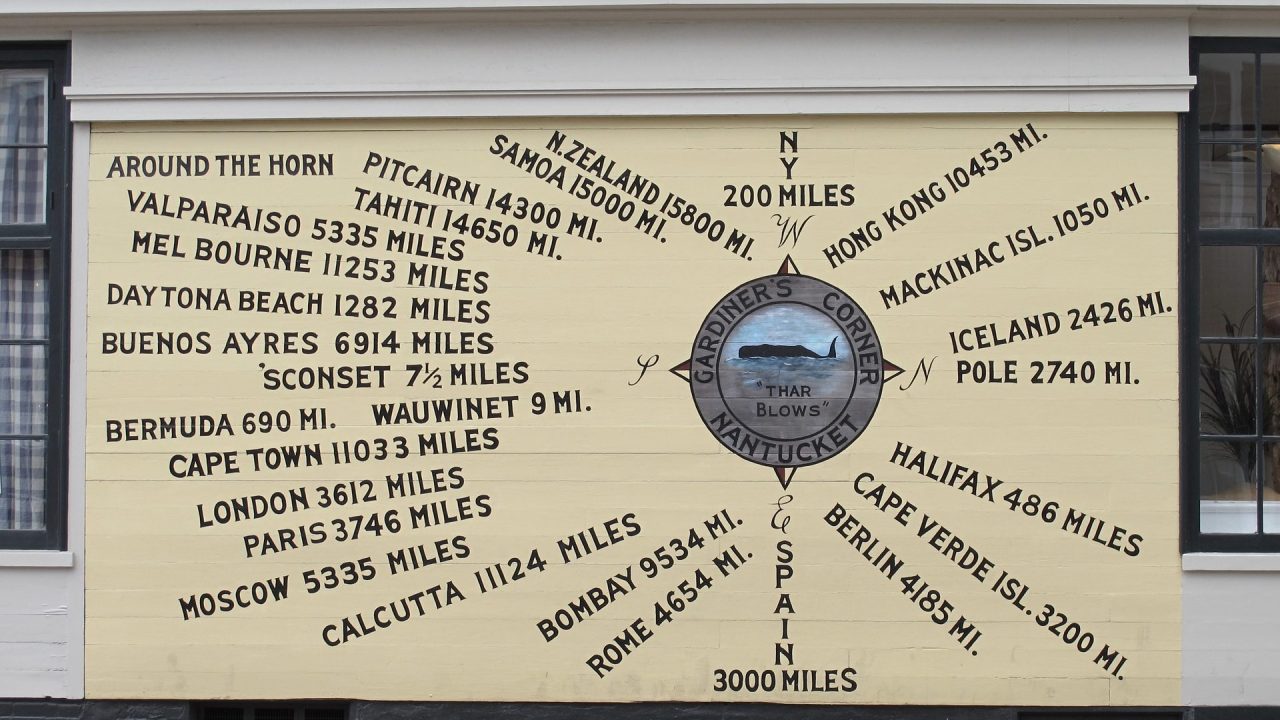 AROUND THE HORN
PITCAIRN 14300 MI.
TAHITI 14650 MI.
N.ZEALAND 15800 MI.
SAMOA 15000 MI.
VALPARAISO 5335 MILES
MEL BOURNE 11253 MILES
DAYTONA BEACH 1282 MILES
BUENOS AYRES 6914 MILES
'SCONSET 7½ MILES
BERMUDA 690 MI.
WAUWINET 9 MI.
CAPE TOWN 11033 MILES
LONDON 3612 MILES
PARIS 3746 MILES
MOSCOW 5335 MILES
CALCUTTA 11124 MILES
BOMBAY 9534 MI.
ROME 4654 MI.
NY
200 MILES
W
S
N
E
GARDINER'S CORNER
"THAR
BLOWS"
NANTUCKET
SPAIN
3000 MILES
HONG KONG 10453 MI.
MACKINAC ISL. 1050 MI.
ICELAND 2426 MI.
POLE 2740 MI.
HALIFAX 486 MILES
CAPE VERDE ISL. 3200 MI.
BERLIN 4185 MI.